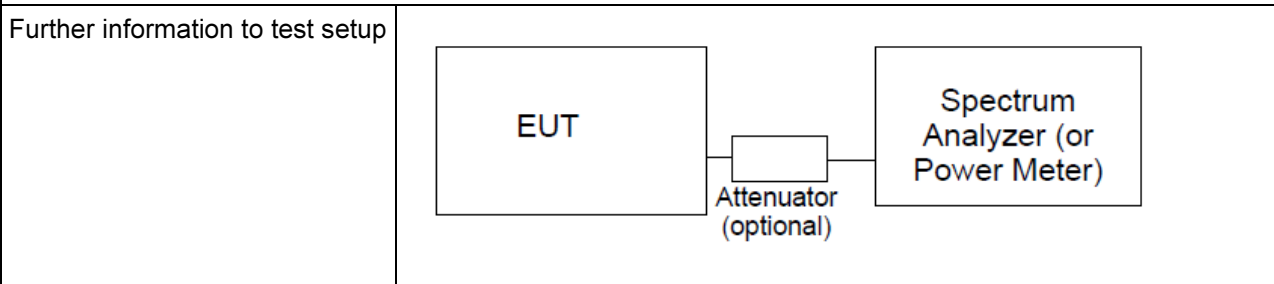 Further information to test setup
EUT
Attenuator
(optional)
Spectrum
Analyzer (or
Power Meter)